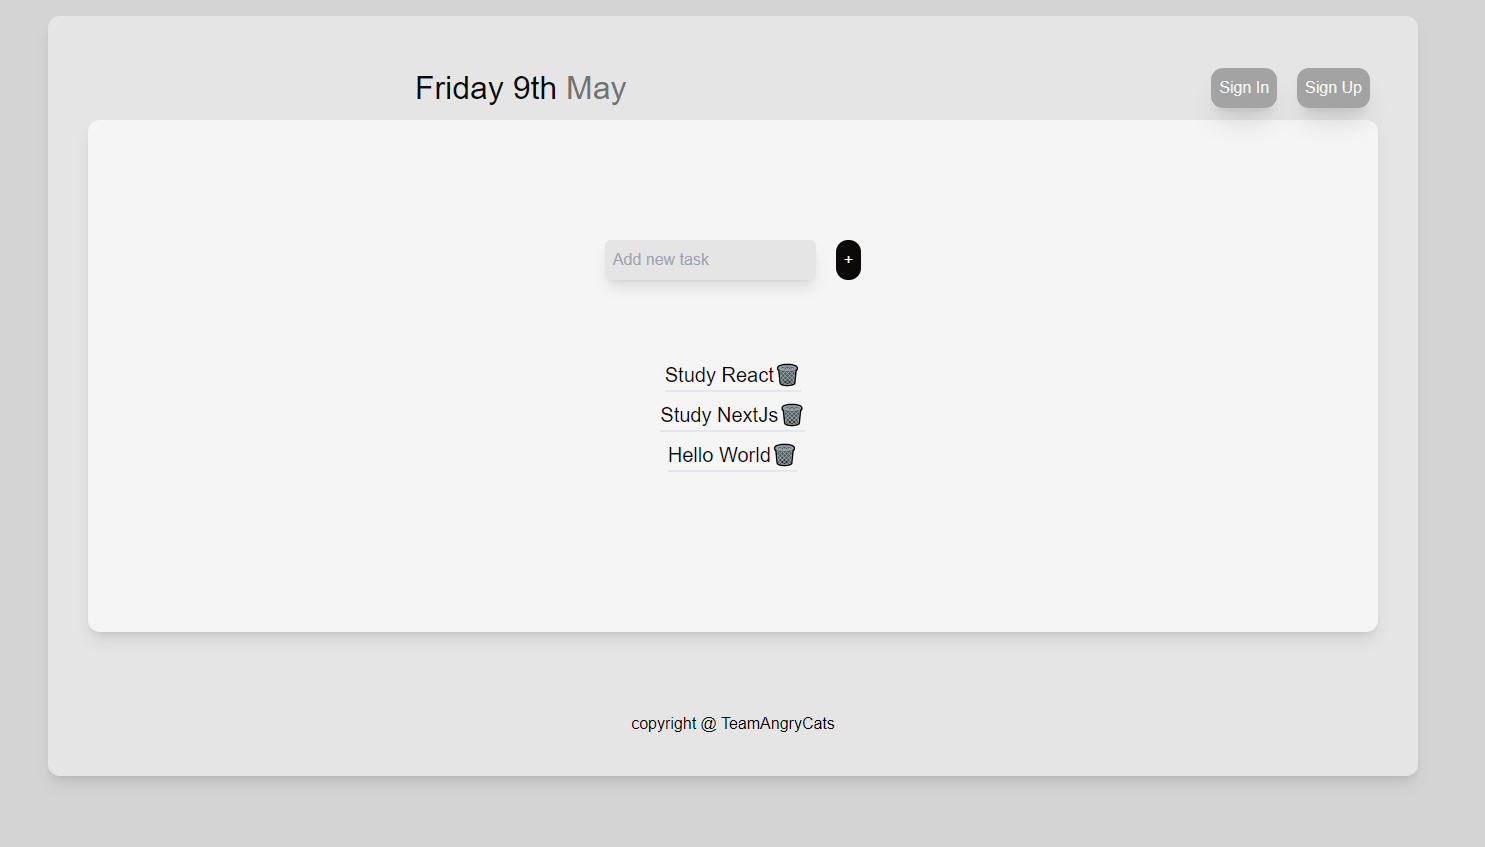 Friday 9th May
Sign In
Sign Up
Add new task
+
Study React
Study NextJs
Hello World
copyright @ TeamAngryCats